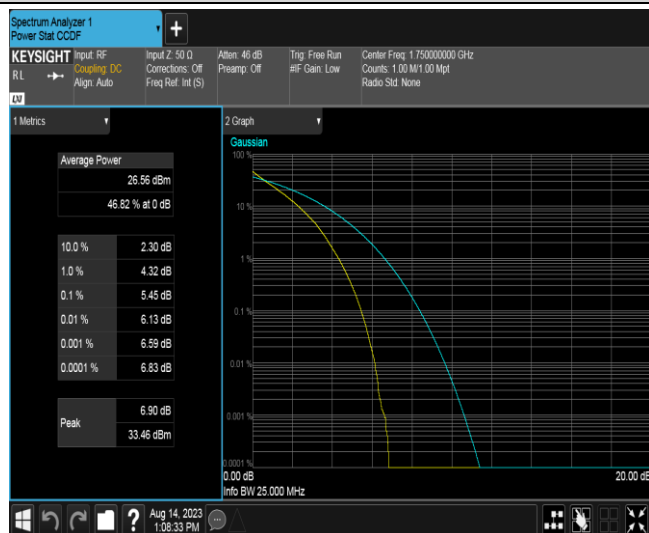 Spectrum Analyzer 1
Power Stat CCDF
+
KEYSIGHT
RL
LXI
Input: RF
Coupling: DC
Align: Auto
Input Z: 50 Ω
Corrections: Off
Freq Ref: Int (S)
Atten: 46 dB
Preamp: Off
Trig: Free Run
#IF Gain: Low
Center Freq: 1.750000000 GHz
Counts: 1.00 M/1.00 Mpt
Radio Std: None
1 Metrics
Average Power
26.56 dBm
46.82 % at 0 dB
10.0 % 2.30 dB
1.0 % 4.32 dB
0.1 % 5.45 dB
0.01 % 6.13 dB
0.001 % 6.59 dB
0.0001 % 6.83 dB
Peak
6.90 dB
33.46 dBm
2 Graph
Gaussian
100 %
10 %
1 %
0.1 %
0.01 %
0.001 %
0.0001 %
0.00 dB
20.00 dB
Info BW 25.000 MHz
?
Aug 14, 2023
1:08:33 PM